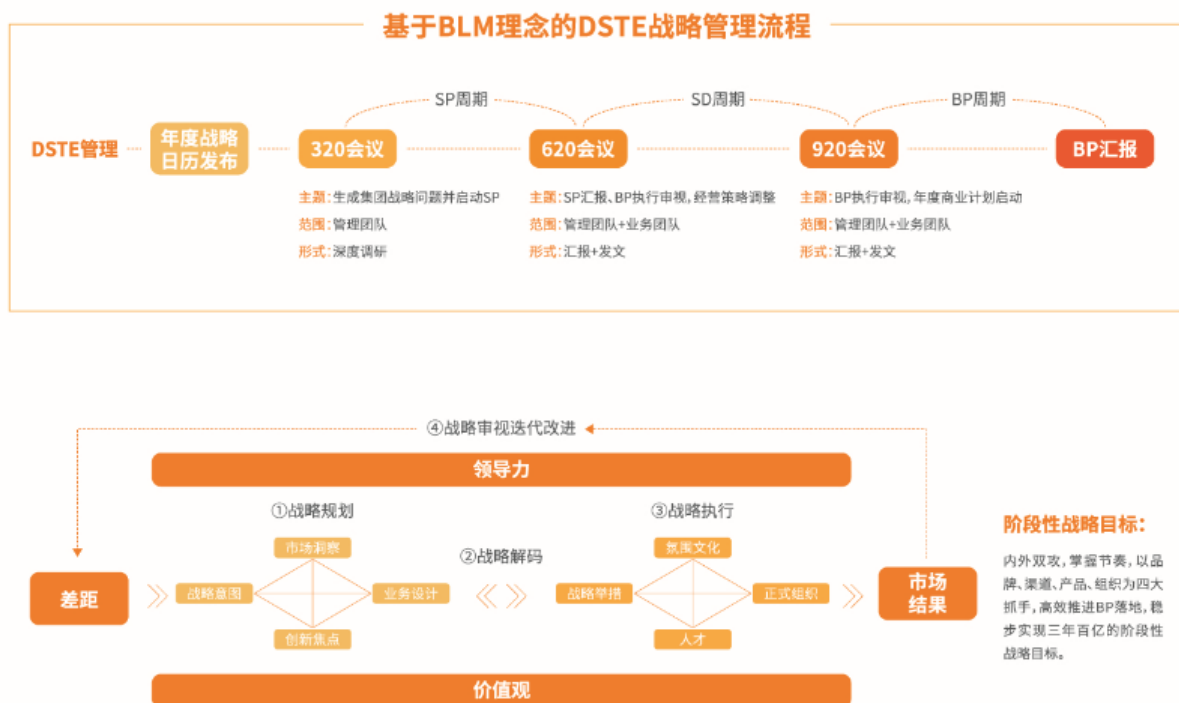 基于BLM理念的DSTE战略管理流程
SP周期
SD周期
BP周期
DSTE管理
年度战略
日历发布
320会议
620会议
920会议
BP汇报
主题:生成集团战略问题并启动SP
范围:管理团队
形式:深度调研
主题:SP汇报、BP执行审视,经营策略调整
范围:管理团队+业务团队
形式:汇报+发文
主题:BP执行审视,年度商业计划启动
范围:管理团队+业务团队
形式:汇报+发文
④战略审视迭代改进
领导力
①战略规划
市场洞察
战略意图
业务设计
创新焦点
②战略解码
③战略执行
氛围文化
战略举措
正式组织
人才
差距
市场
结果
价值观
阶段性战略目标:
内外双攻,掌握节奏,以品
牌、渠道、产品、组织为四大
抓手,高效推进BP落地,稳
步实现三年百亿的阶段性
战略目标。